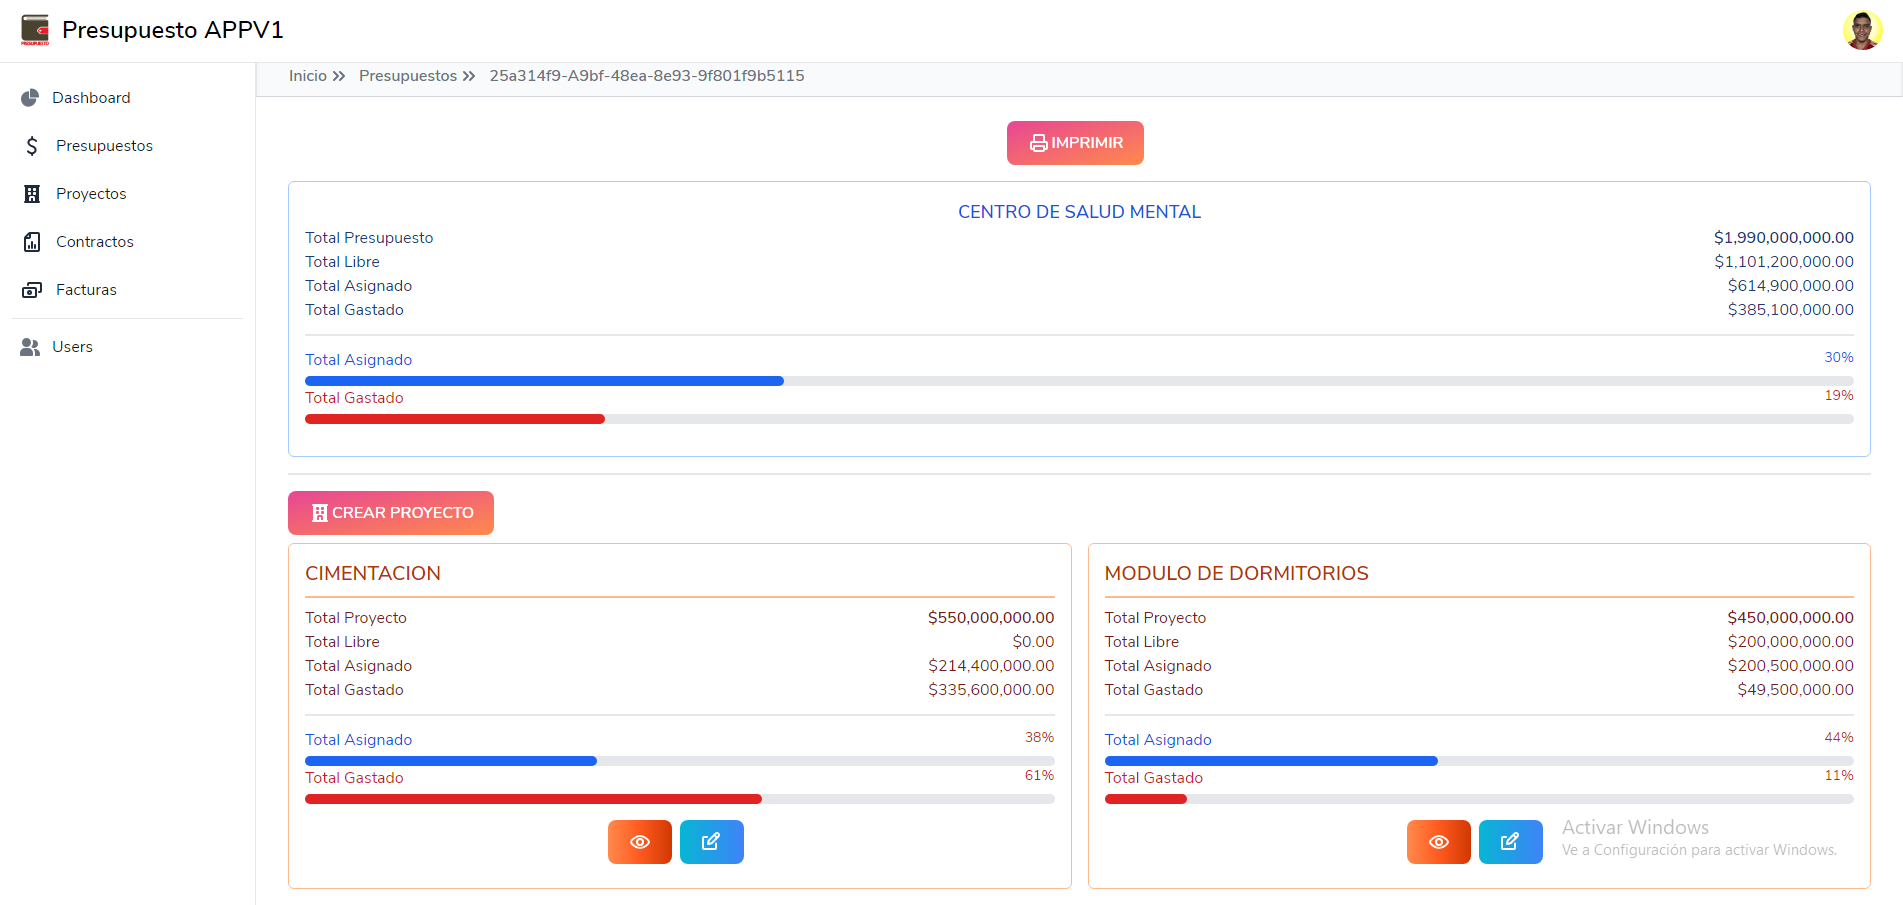 PRESUPUESTO
Presupuesto APPV1
Inicio » Presupuestos » 25a314f9-A9bf-48ea-8e93-9f801f9b5115
Dashboard
Presupuestos
Proyectos
Contractos
Facturas
Users
IMPRIMIR
CENTRO DE SALUD MENTAL
Total Presupuesto $1,990,000,000.00
Total Libre $1,101,200,000.00
Total Asignado $614,900,000.00
Total Gastado $385,100,000.00
Total Asignado 30%
Total Gastado 19%
CREAR PROYECTO
CIMENTACION
Total Proyecto $550,000,000.00
Total Libre $0.00
Total Asignado $214,400,000.00
Total Gastado $335,600,000.00
Total Asignado 38%
Total Gastado 61%
MODULO DE DORMITORIOS
Total Proyecto $450,000,000.00
Total Libre $200,000,000.00
Total Asignado $200,500,000.00
Total Gastado $49,500,000.00
Total Asignado 44%
Total Gastado 11%
Activar Windows
Ve a Configuración para activar Windows.